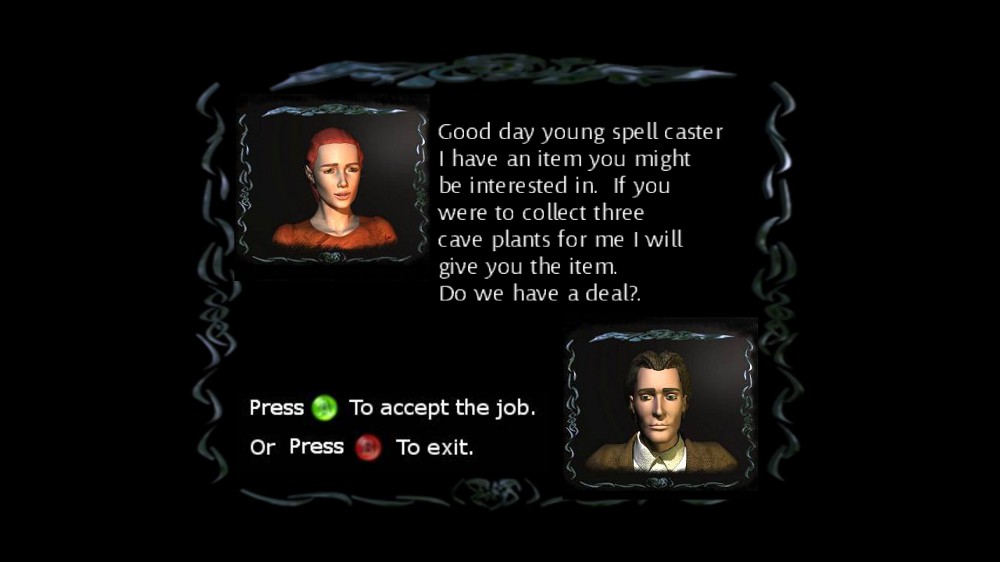 Good day young spell caster
I have an item you might
be interested in. If you
were to collect three
cave plants for me I will
give you the item.
Do we have a deal?.
Press A To accept the job.
Or Press B To exit.